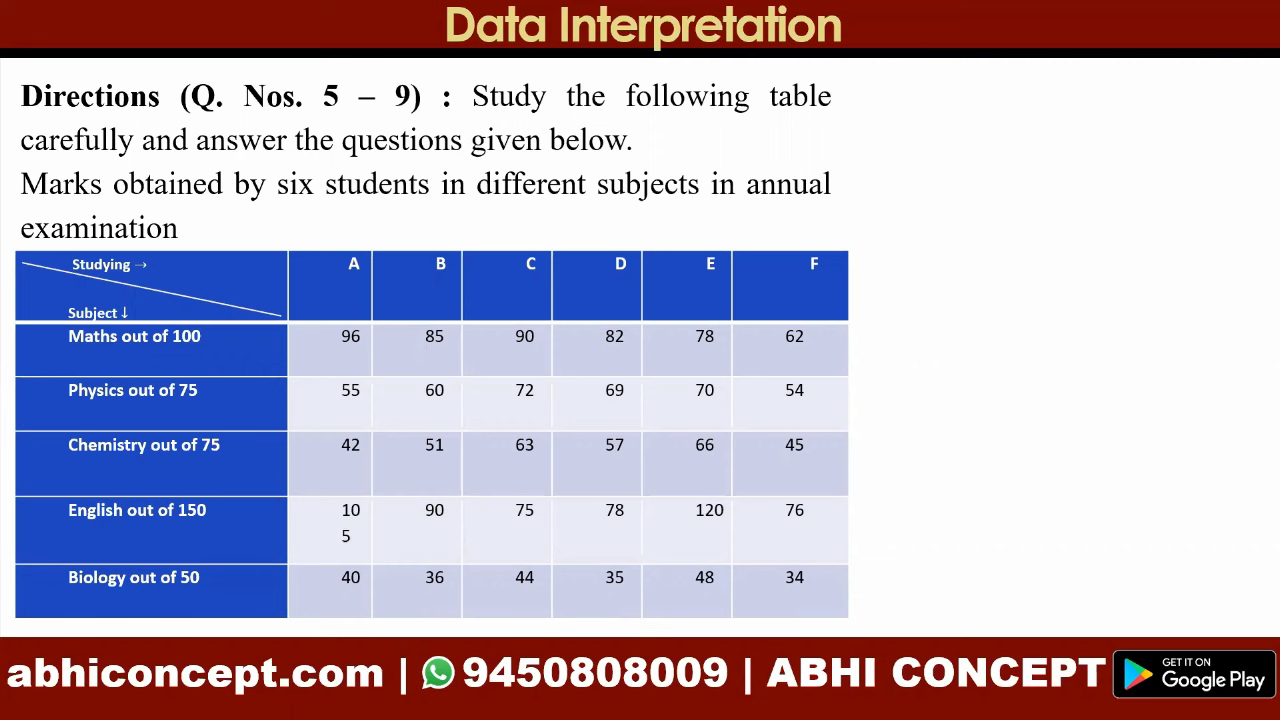 Data Interpretation
Directions (Q. Nos. 5 – 9) : Study the following table
carefully and answer the questions given below.
Marks obtained by six students in different subjects in annual
examination
Studying → A B C D E F
Subject ↓
Maths out of 100 96 85 90 82 78 62
Physics out of 75 55 60 72 69 70 54
Chemistry out of 75 42 51 63 57 66 45
English out of 150 10 90 75 78 120 76
5
Biology out of 50 40 36 44 35 48 34
abhiconcept.com | 9450808009 | ABHI CONCEPT
GET IT ON
Google Play